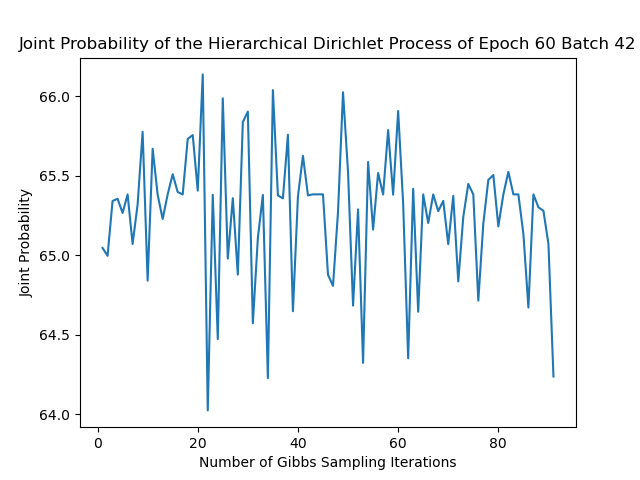 Joint Probability of the Hierarchical Dirichlet Process of Epoch 60 Batch 42
66.0
65.5
65.0
64.5
64.0
Joint Probability
0 20 40 60 80
Number of Gibbs Sampling Iterations